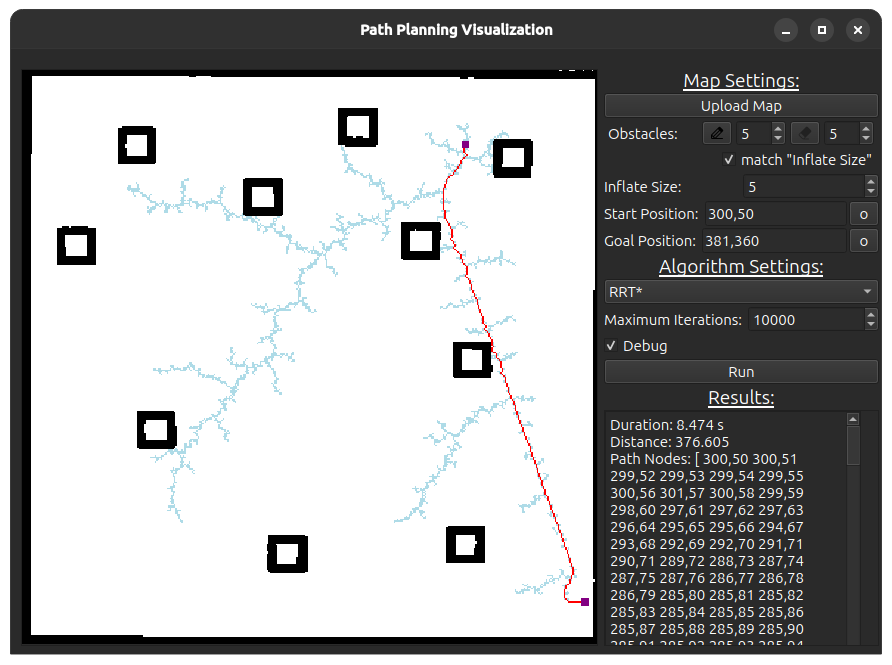 Path Planning Visualization
Map Settings:
Upload Map
Obstacles: 5 5
match "Inflate Size"
Inflate Size: 5
Start Position: 300,50 o
Goal Position: 381,360 o
Algorithm Settings:
RRT*
Maximum Iterations: 10000
Debug
Run
Results:
Duration: 8.474 s
Distance: 376.605
Path Nodes: [ 300,50 300,51
299,52 299,53 299,54 299,55
300,56 301,57 300,58 299,59
298,60 297,61 297,62 297,63
296,64 295,65 295,66 294,67
293,68 292,69 292,70 291,71
290,71 289,72 288,73 287,74
287,75 287,76 286,77 286,78
286,79 285,80 285,81 285,82
285,83 285,84 285,85 285,86
285,87 285,88 285,89 285,90